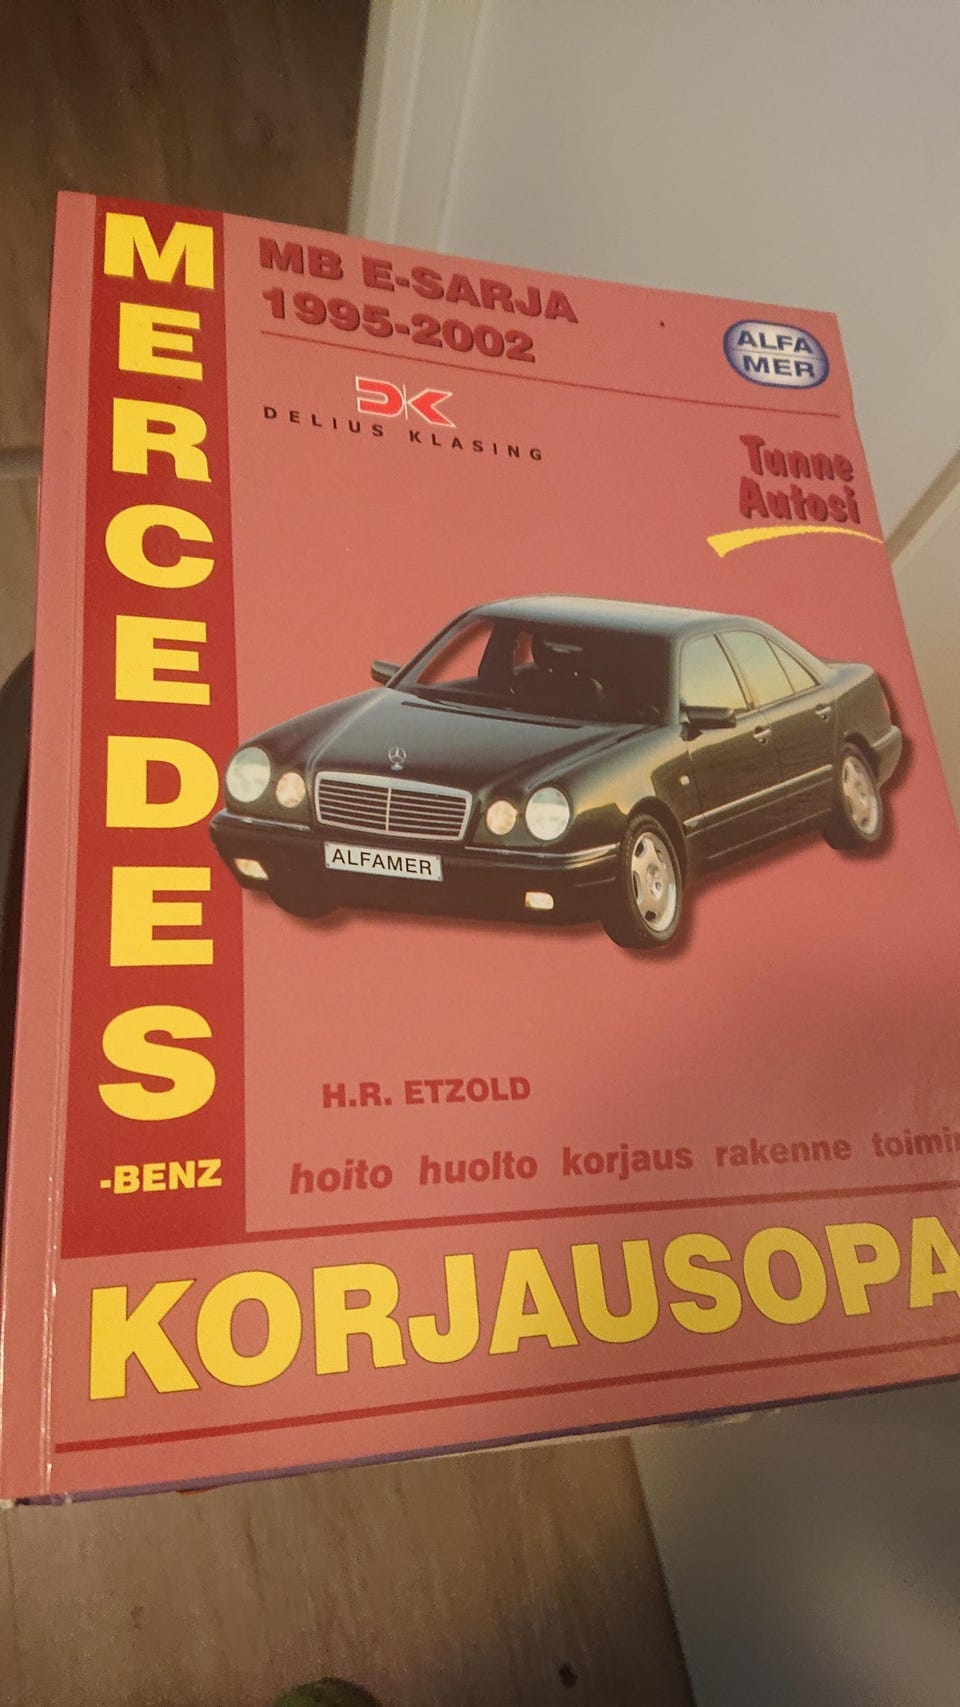 MERCEDES
-BENZ
MB E-SARJA
1995-2002
ALFA
MER
DELIUS KLASING
Tunne
Autosi
ALFAMER
H.R. ETZOLD
hoito huolto korjaus rakenne
KORJAUSOPA